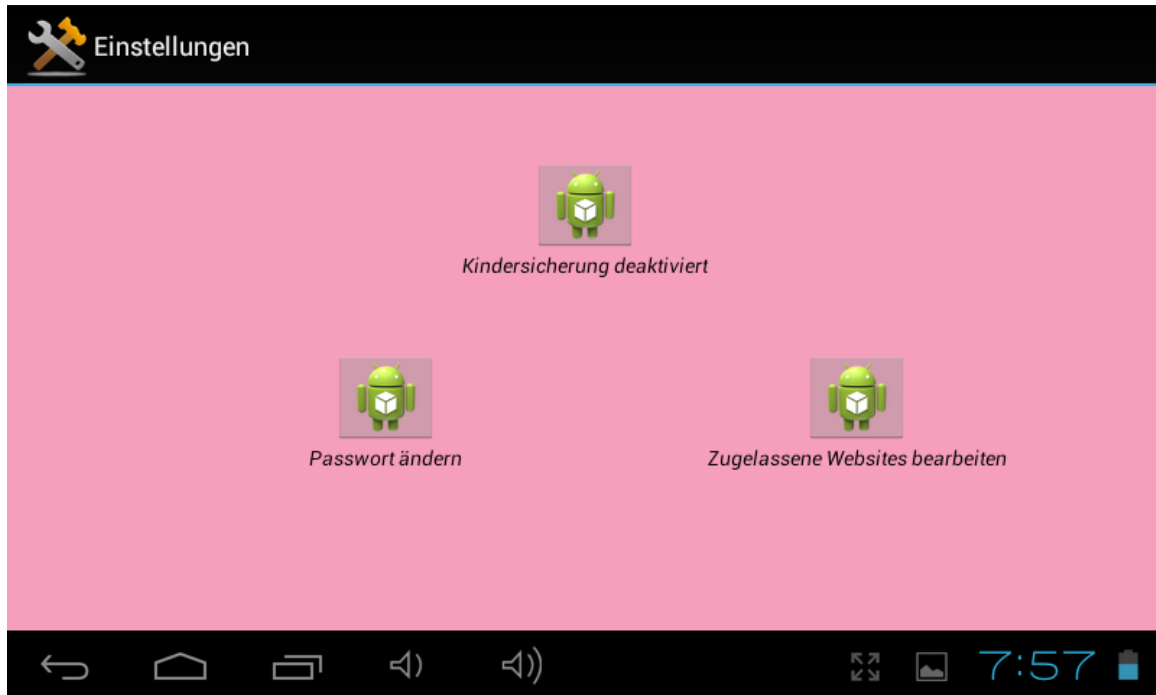 Einstellungen
Kindersicherung deaktiviert
Passwort ändern
Zugelassene Websites bearbeiten
7:57